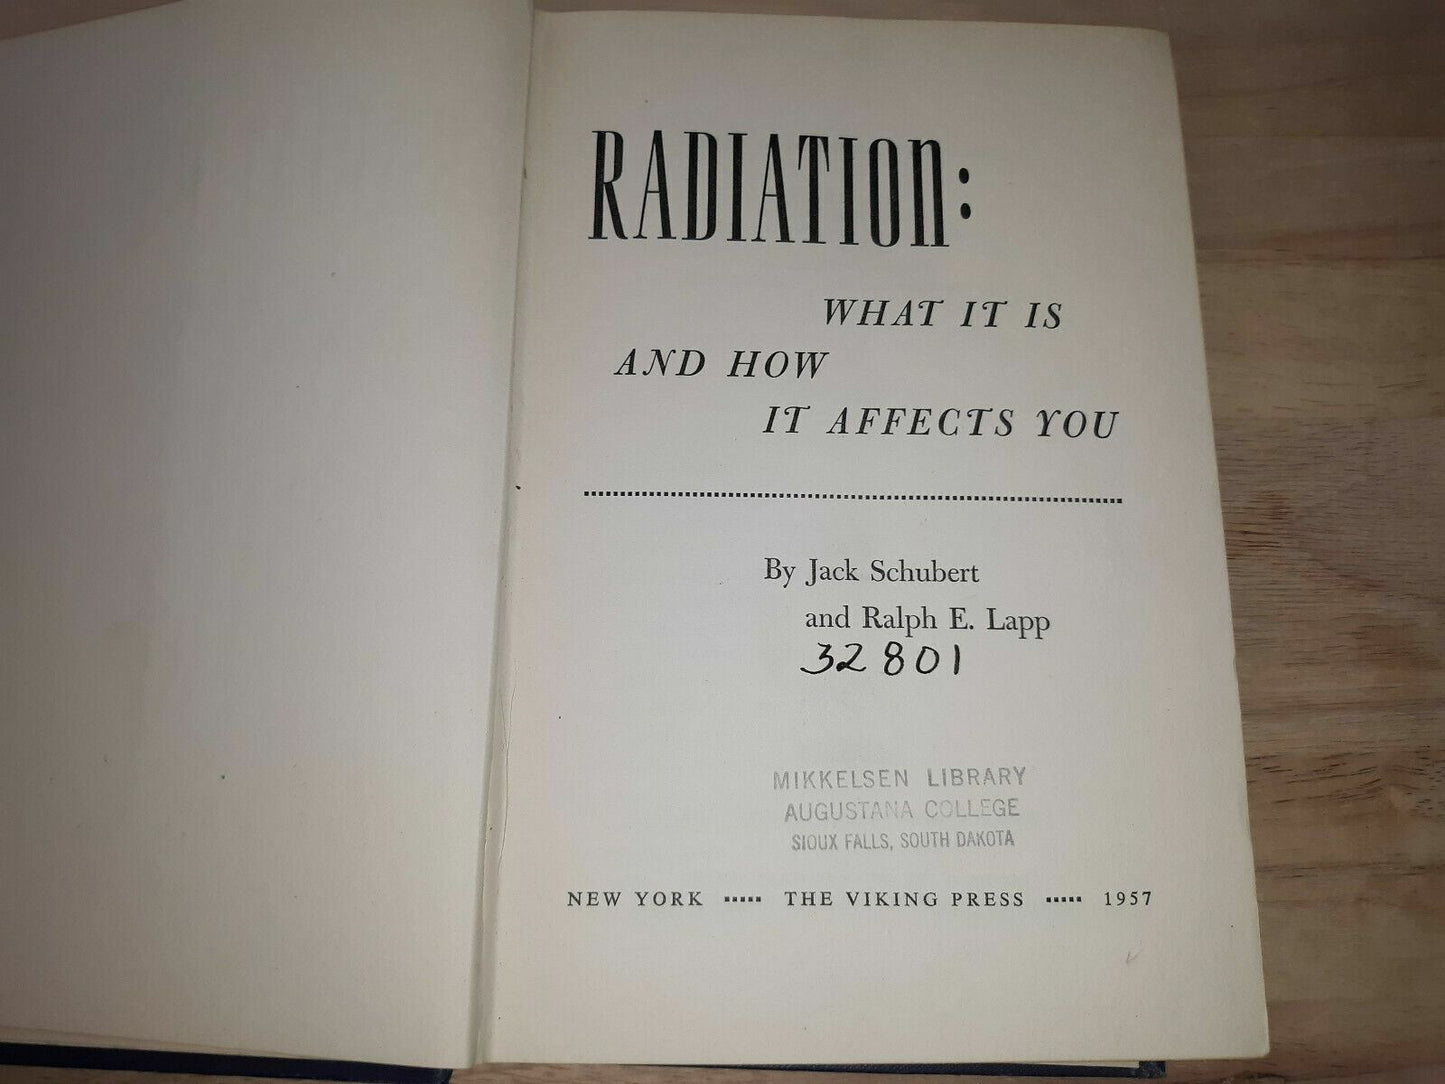 RADIATION:
WHAT IT IS
AND HOW
IT AFFECTS YOU
By Jack Schubert
and Ralph E. Lapp
32801
MIKKELSEN LIBRARY
AUGUSTANA COLLEGE
SIOUX FALLS, SOUTH DAKOTA
NEW YORK ..... THE VIKING PRESS ..... 1957